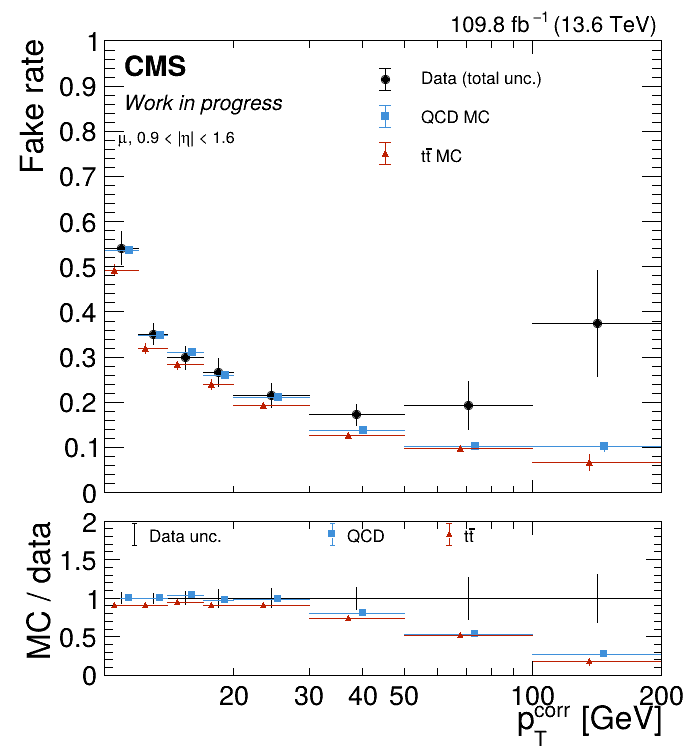 109.8 fb⁻¹ (13.6 TeV)
CMS
Work in progress
μ, 0.9 < |η| < 1.6
Data (total unc.)
QCD MC
tt̄ MC
Fake rate
1
0.9
0.8
0.7
0.6
0.5
0.4
0.3
0.2
0.1
0
Data unc.
QCD
tt̄
MC / data
2
1.5
1
0.5
0
20 30 40 50 100 200
p_T^corr [GeV]